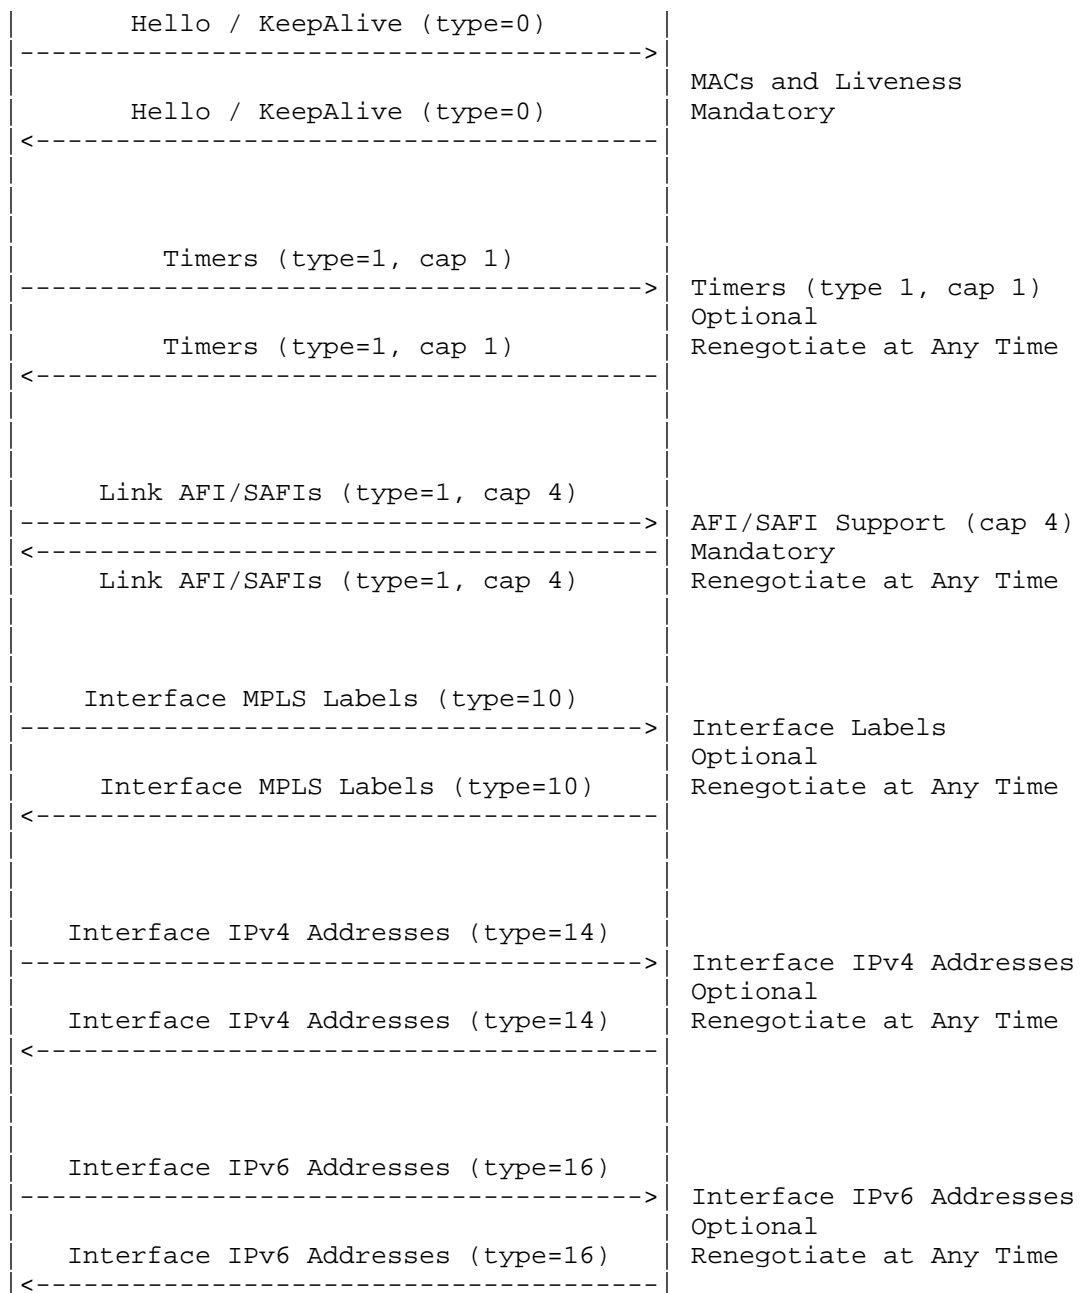 Hello / KeepAlive (type=0)
MACs and Liveness
Hello / KeepAlive (type=0) Mandatory
Timers (type=1, cap 1)
Timers (type 1, cap 1)
Optional
Timers (type=1, cap 1) Renegotiate at Any Time
Link AFI/SAFIs (type=1, cap 4)
AFI/SAFI Support (cap 4)
Mandatory
Link AFI/SAFIs (type=1, cap 4) Renegotiate at Any Time
Interface MPLS Labels (type=10)
Interface Labels
Optional
Interface MPLS Labels (type=10) Renegotiate at Any Time
Interface IPv4 Addresses (type=14)
Interface IPv4 Addresses
Optional
Interface IPv4 Addresses (type=14) Renegotiate at Any Time
Interface IPv6 Addresses (type=16)
Interface IPv6 Addresses
Optional
Interface IPv6 Addresses (type=16) Renegotiate at Any Time